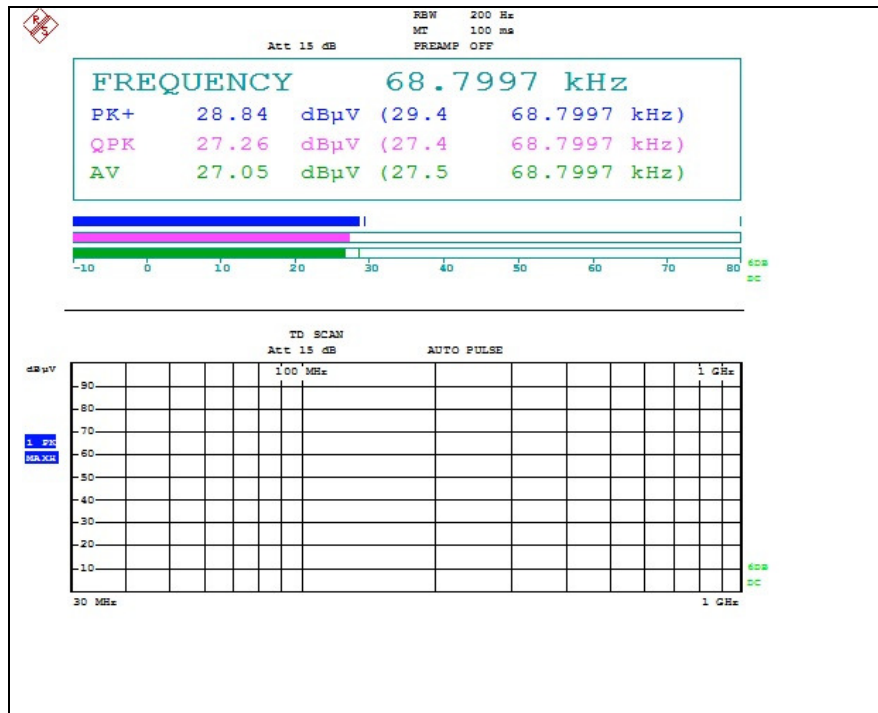 RBW 200 Hz
MT 100 ms
Att 15 dB PREAMP OFF
FREQUENCY 68.7997 kHz
PK+ 28.84 dBµV (29.4 68.7997 kHz)
QPK 27.26 dBµV (27.4 68.7997 kHz)
AV 27.05 dBµV (27.5 68.7997 kHz)
-10 0 10 20 30 40 50 60 70 80
6DB
DC
TD SCAN
Att 15 dB AUTO PULSE
dBµV
100 MHz 1 GHz
90
80
70
1 PK
60
MAXH
50
40
30
20
10
6DB
DC
30 MHz 1 GHz